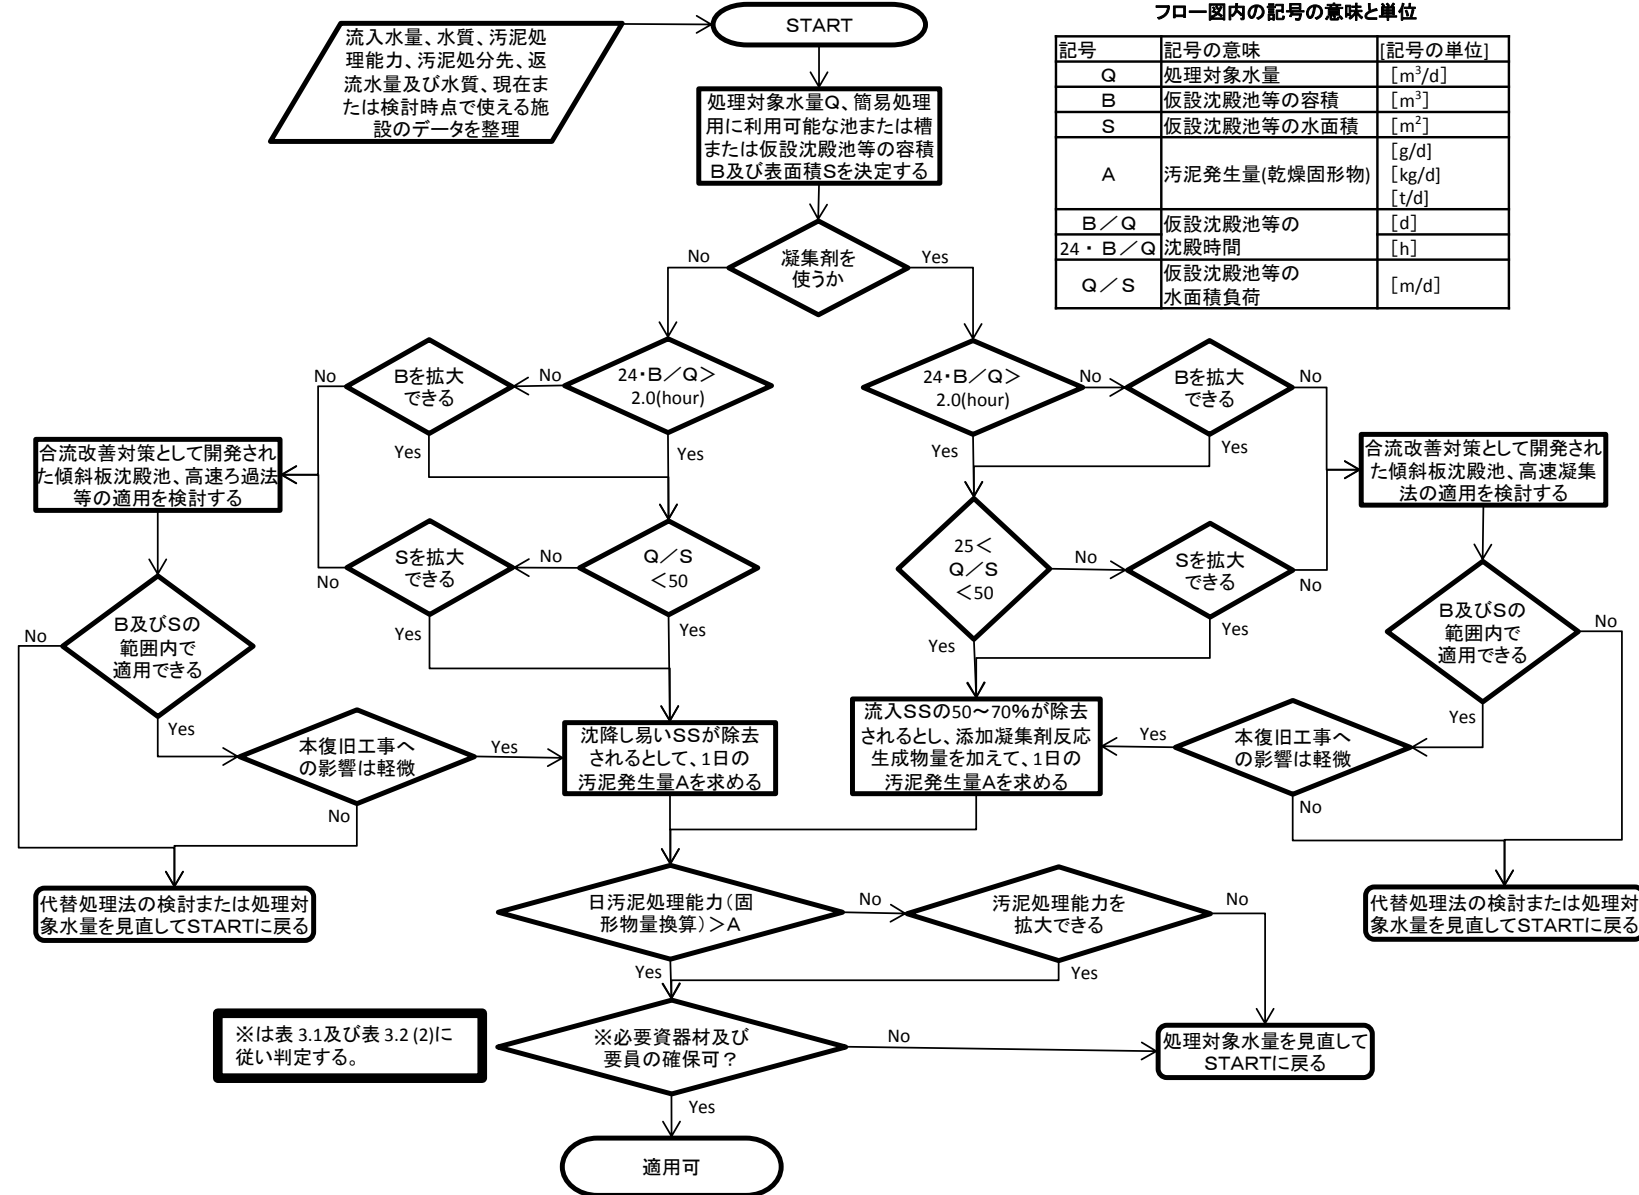 フロー図内の記号の意味と単位
START
流入水量、水質、汚泥処
理能力、汚泥処分先、返
流水量及び水質、現在ま
たは検討時点で使える施
設のデータを整理
処理対象水量Q、簡易処理
用に利用可能な池または槽
または仮設沈殿池等の容積
B及び表面積Sを決定する
記号 記号の意味 [記号の単位]
Q 処理対象水量 [m³/d]
B 仮設沈殿池等の容積 [m³]
S 仮設沈殿池等の水面積 [m²]
A 汚泥発生量(乾燥固形物) [g/d]
[kg/d]
[t/d]
B/Q 仮設沈殿池等の [d]
24・B/Q 沈殿時間 [h]
Q/S 仮設沈殿池等の
水面積負荷 [m/d]
凝集剤を
使うか
No
Yes
24・B/Q>
2.0(hour)
No
Yes
Bを拡大
できる
No
Yes
24・B/Q>
2.0(hour)
No
Yes
Bを拡大
できる
No
Yes
合流改善対策として開発され
た傾斜板沈殿池、高速ろ過法
等の適用を検討する
合流改善対策として開発され
た傾斜板沈殿池、高速凝集
法の適用を検討する
Q/S
<50
No
Yes
Sを拡大
できる
No
Yes
25<
Q/S
<50
No
Yes
Sを拡大
できる
No
Yes
B及びSの
範囲内で
適用できる
No
Yes
B及びSの
範囲内で
適用できる
No
Yes
本復旧工事へ
の影響は軽微
Yes
No
沈降し易いSSが除去
されるとして、1日の
汚泥発生量Aを求める
流入SSの50~70%が除去
されるとし、添加凝集剤反応
生成物量を加えて、1日の
汚泥発生量Aを求める
本復旧工事へ
の影響は軽微
Yes
No
代替処理法の検討または処理対
象水量を見直してSTARTに戻る
日汚泥処理能力(固
形物量換算)>A
No
Yes
汚泥処理能力を
拡大できる
No
Yes
代替処理法の検討または処理対
象水量を見直してSTARTに戻る
※は表 3.1及び表 3.2 (2)に
従い判定する。
※必要資器材及び
要員の確保可?
No
Yes
処理対象水量を見直して
STARTに戻る
適用可